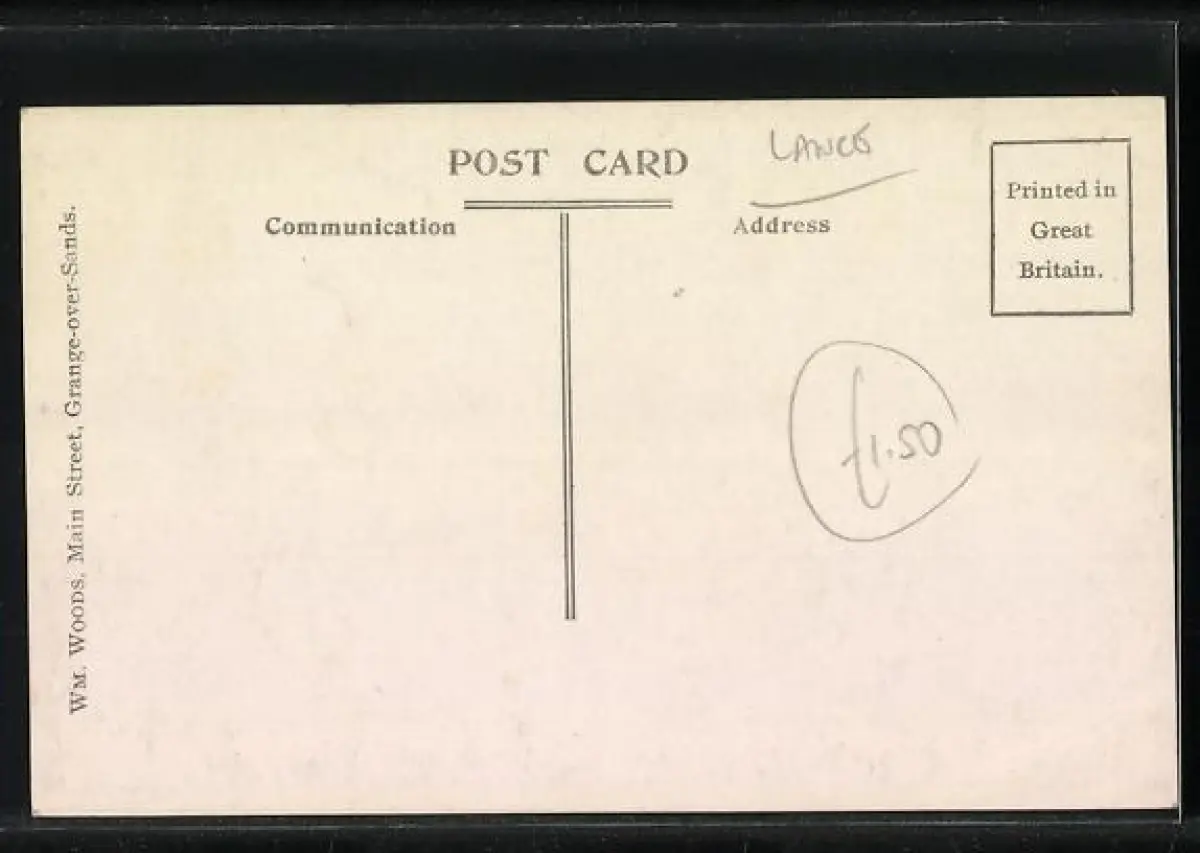 POST CARD
LANCS
Communication
Address
Printed in
Great
Britain.
£1.50
WM. WOODS, Main Street, Grange-over-Sands.